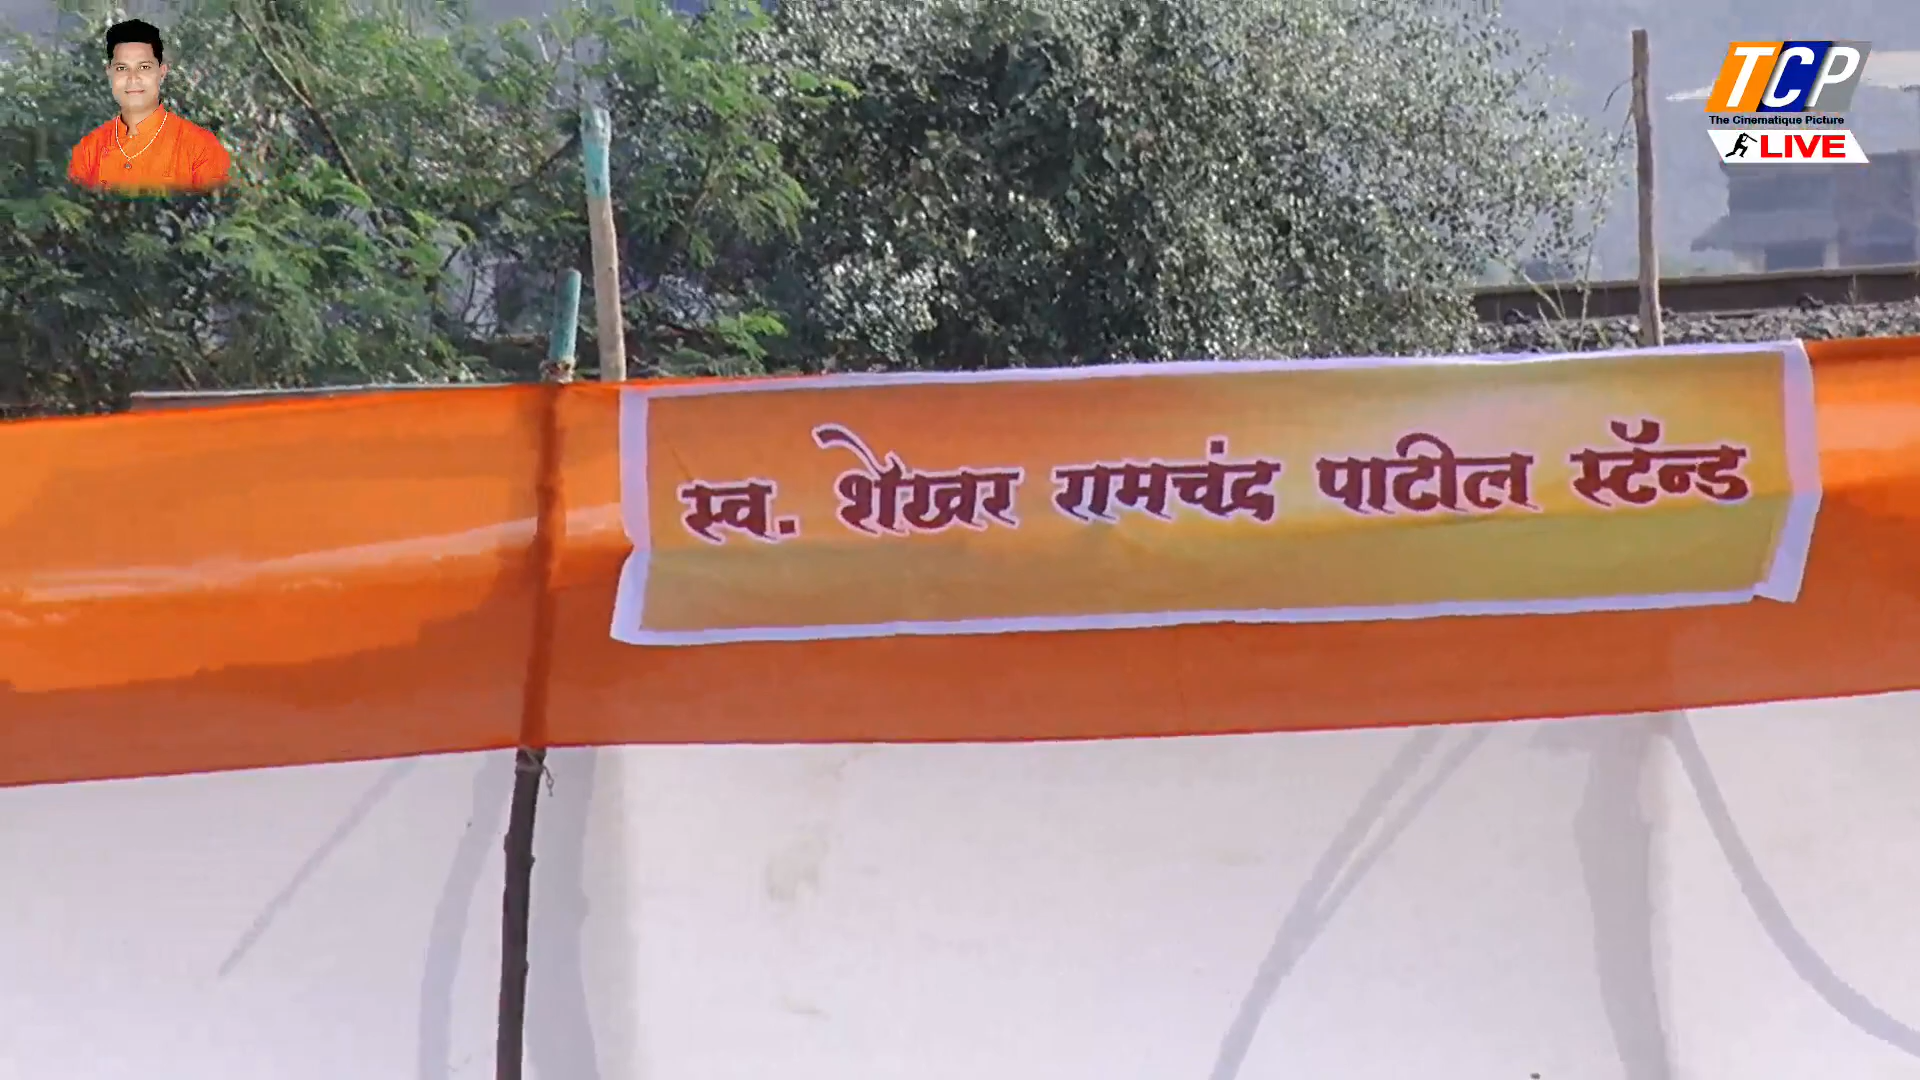 TCP
The Cinematique Picture
LIVE
स्व. शेखर रामचंद्र पाटील स्टॅन्ड